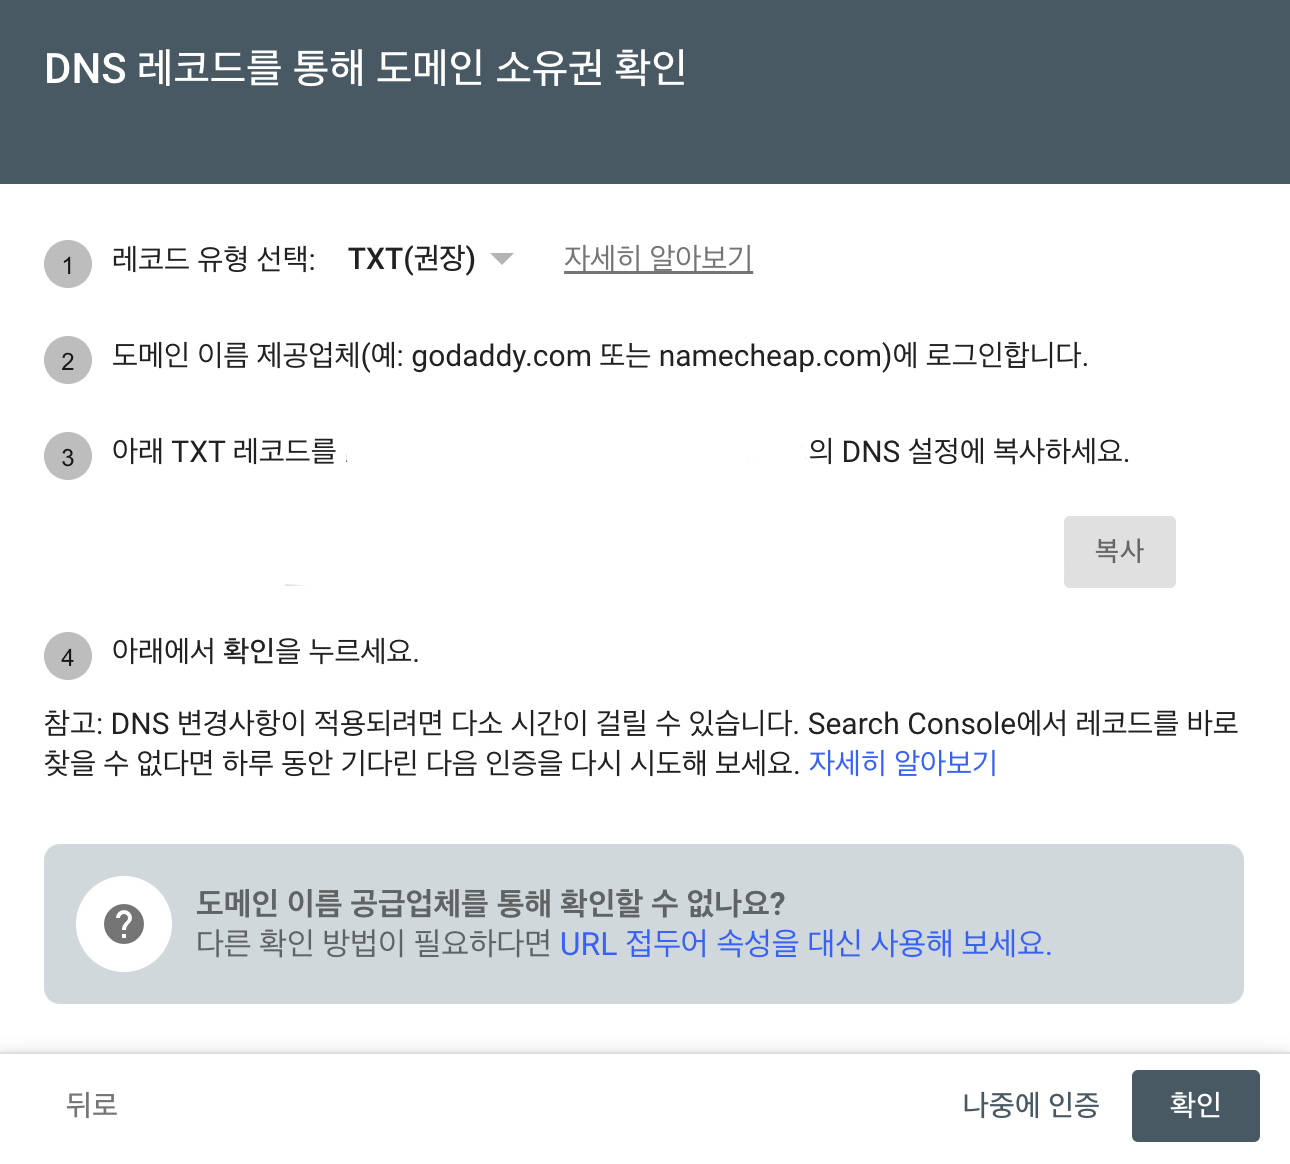 DNS 레코드를 통해 도메인 소유권 확인
1 레코드 유형 선택: TXT(권장) 자세히 알아보기
2 도메인 이름 제공업체(예: godaddy.com 또는 namecheap.com)에 로그인합니다.
3 아래 TXT 레코드를 의 DNS 설정에 복사하세요.
복사
4 아래에서 확인을 누르세요.
참고: DNS 변경사항이 적용되려면 다소 시간이 걸릴 수 있습니다. Search Console에서 레코드를 바로
찾을 수 없다면 하루 동안 기다린 다음 인증을 다시 시도해 보세요. 자세히 알아보기
? 도메인 이름 공급업체를 통해 확인할 수 없나요?
다른 확인 방법이 필요하다면 URL 접두어 속성을 대신 사용해 보세요.
뒤로 나중에 인증 확인